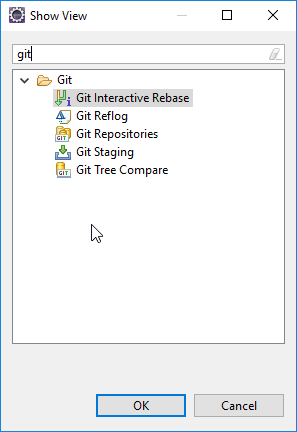 Show View
git
Git
Git Interactive Rebase
Git Reflog
Git Repositories
Git Staging
Git Tree Compare
OK
Cancel